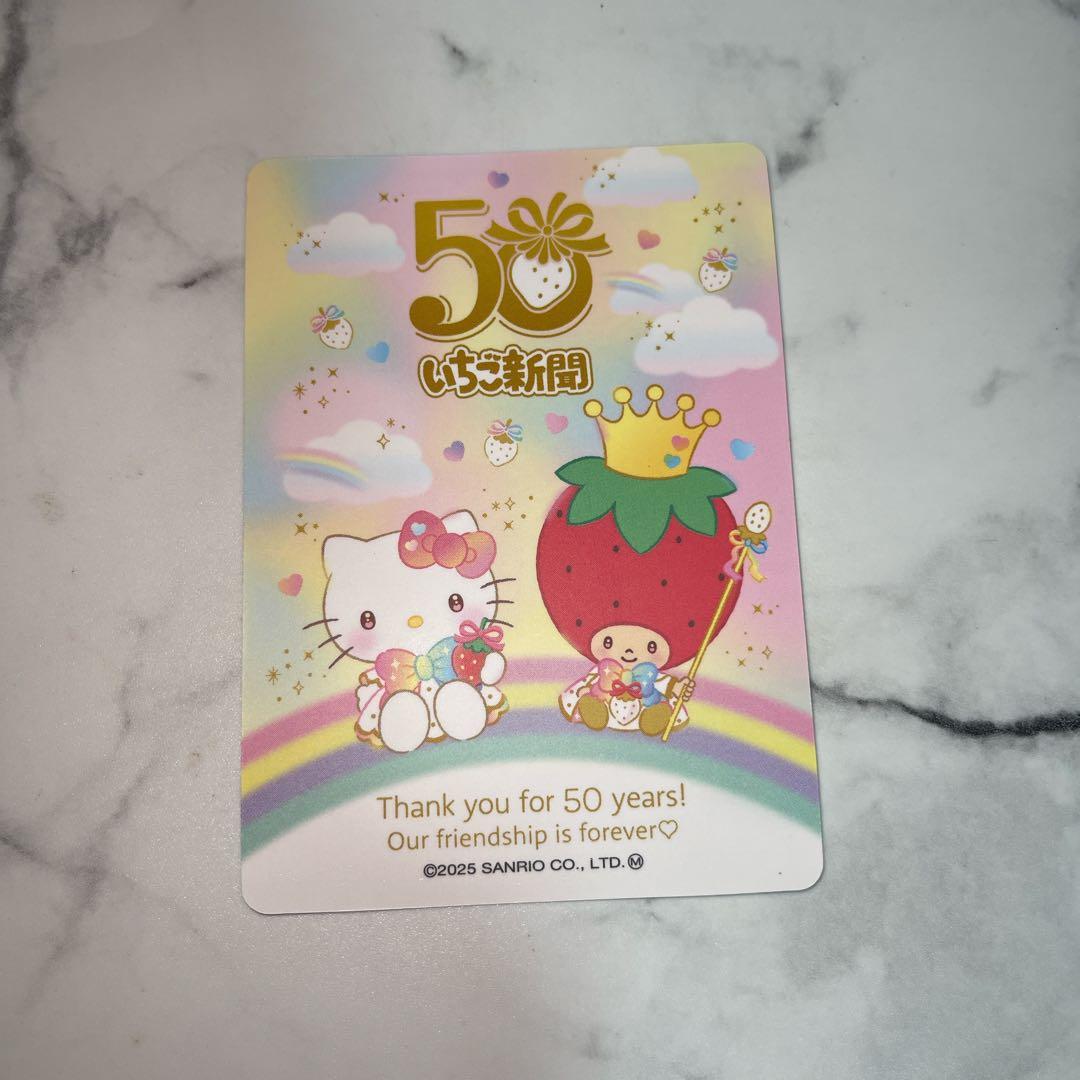 50
いちご新聞
Thank you for 50 years!
Our friendship is forever♡
©2025 SANRIO CO., LTD. Ⓜ